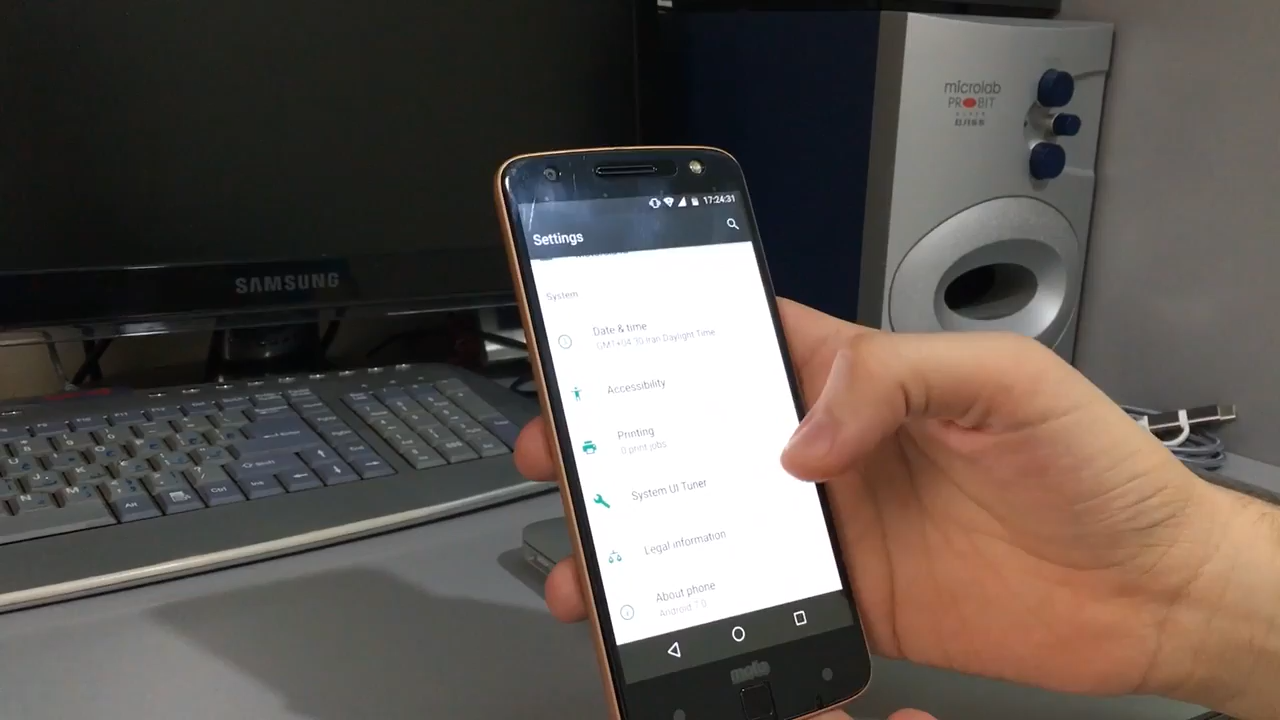 microlab
PROBIT
SAMSUNG
17:24:31
Settings
System
Date & time
GMT+04:30 Iran Daylight Time
Accessibility
Printing
0 print jobs
System UI Tuner
Legal information
About phone
Android 7.0
moto